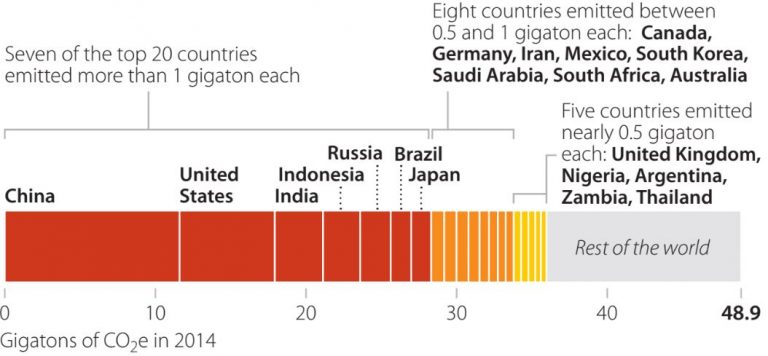 Seven of the top 20 countries
emitted more than 1 gigaton each
Eight countries emitted between
0.5 and 1 gigaton each: Canada,
Germany, Iran, Mexico, South Korea,
Saudi Arabia, South Africa, Australia
Five countries emitted
nearly 0.5 gigaton
each: United Kingdom,
Nigeria, Argentina,
Zambia, Thailand
China
United
States
Indonesia
India
Russia
Brazil
Japan
Rest of the world
0 10 20 30 40 48.9
Gigatons of CO₂e in 2014